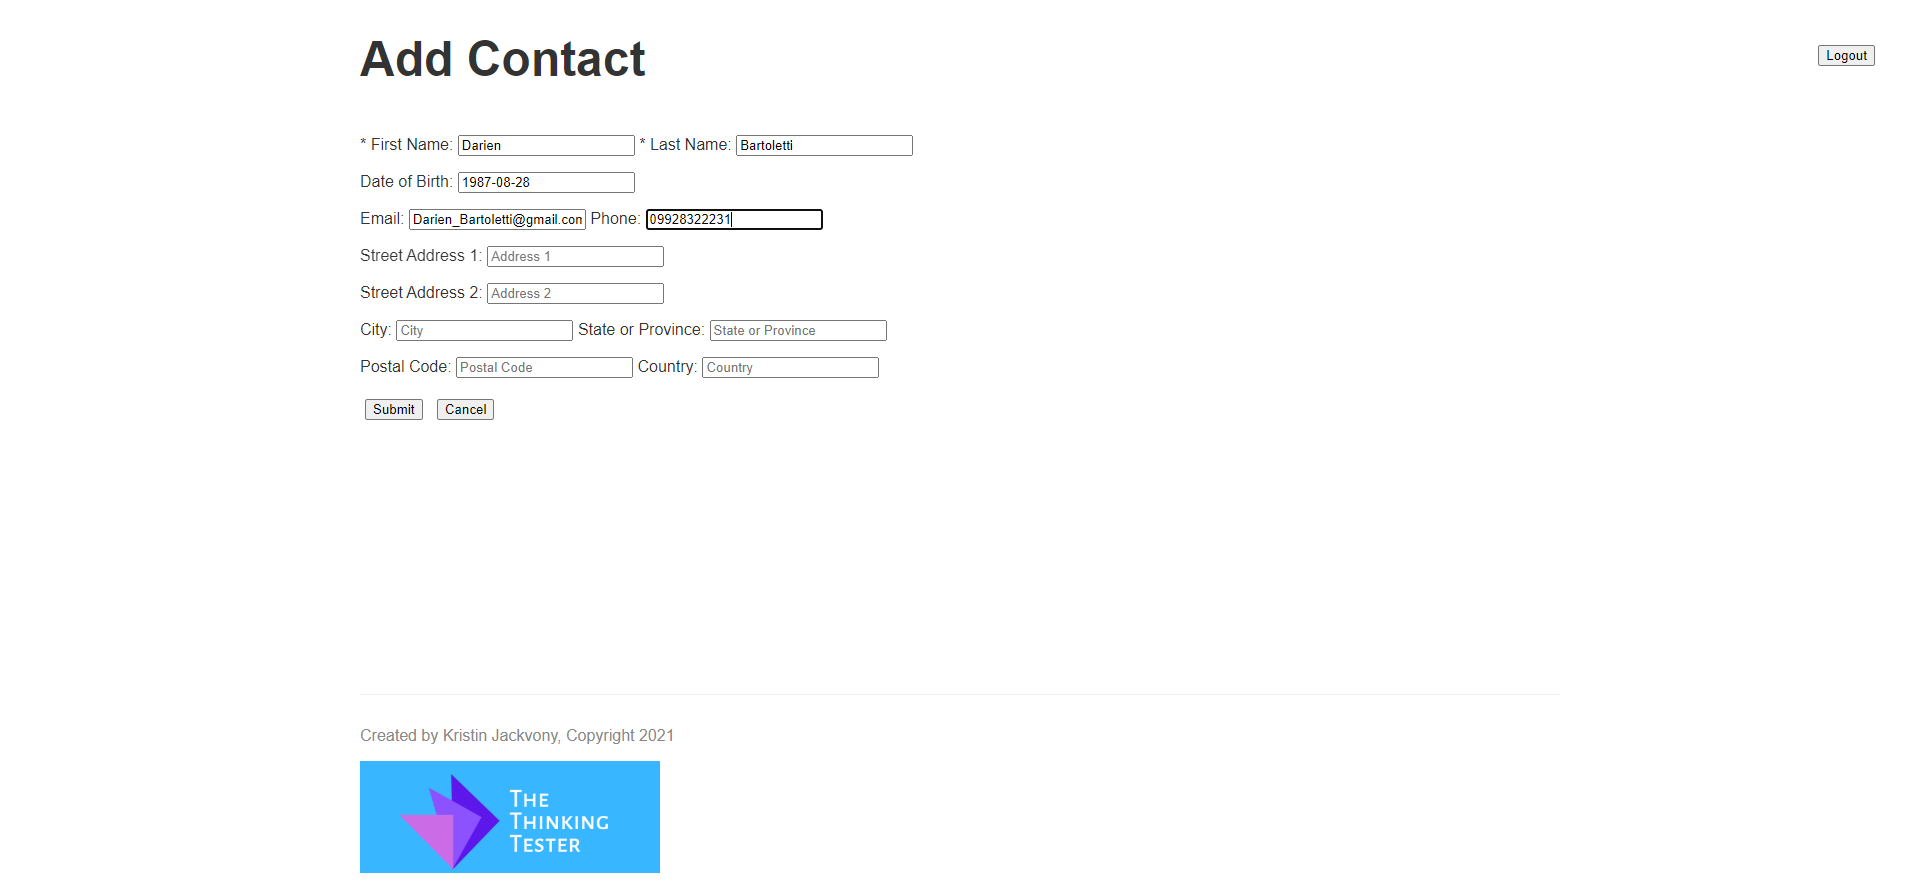 Add Contact
Logout
* First Name: Darien * Last Name: Bartoletti
Date of Birth: 1987-08-28
Email: Darien_Bartoletti@gmail.com Phone: 09928322231
Street Address 1: Address 1
Street Address 2: Address 2
City: City State or Province: State or Province
Postal Code: Postal Code Country: Country
Submit Cancel
Created by Kristin Jackvony, Copyright 2021
THE
THINKING
TESTER